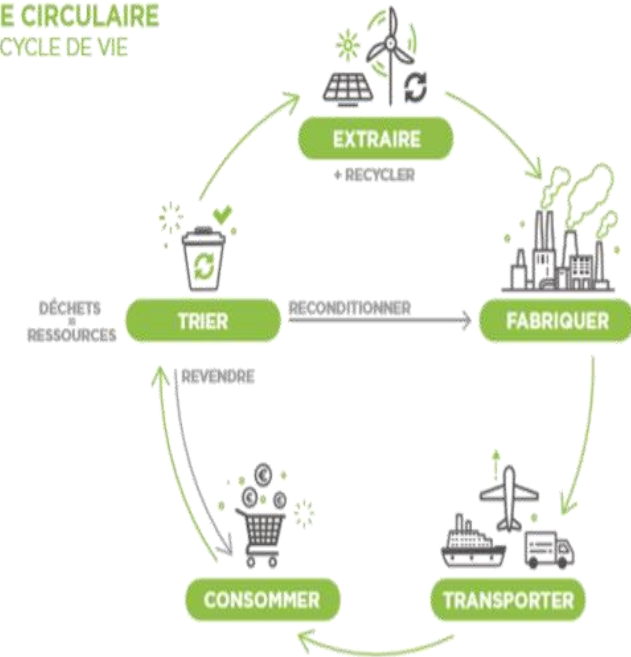 E CIRCULAIRE
CYCLE DE VIE
EXTRAIRE
+ RECYCLER
DÉCHETS
=
RESSOURCES
TRIER
RECONDITIONNER
FABRIQUER
REVENDRE
€
€ €
CONSOMMER
TRANSPORTER